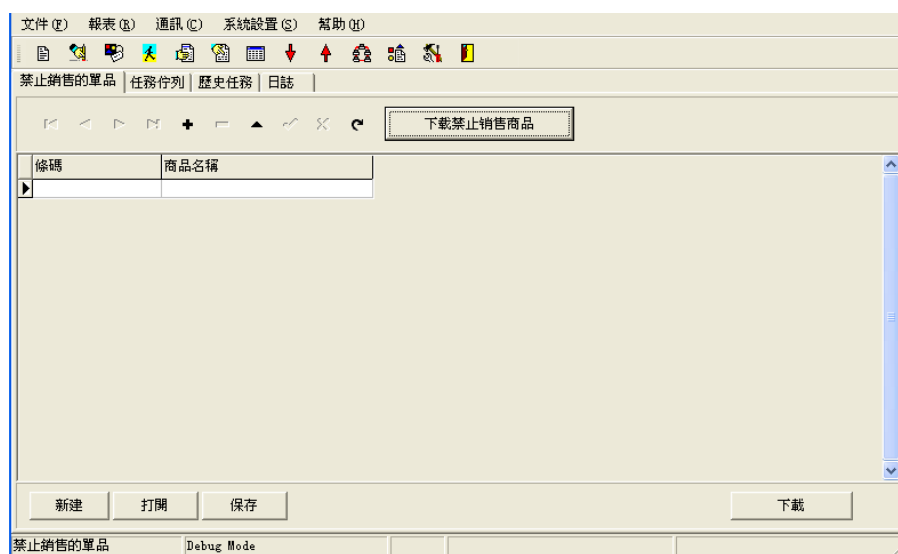 文件(F) 報表(R) 通訊(C) 系統設置(S) 幫助(H)
禁止銷售的單品 任務佇列 歷史任務 日誌
下载禁止销售商品
條碼 商品名稱
新建 打開 保存 下載
禁止銷售的單品 Debug Mode